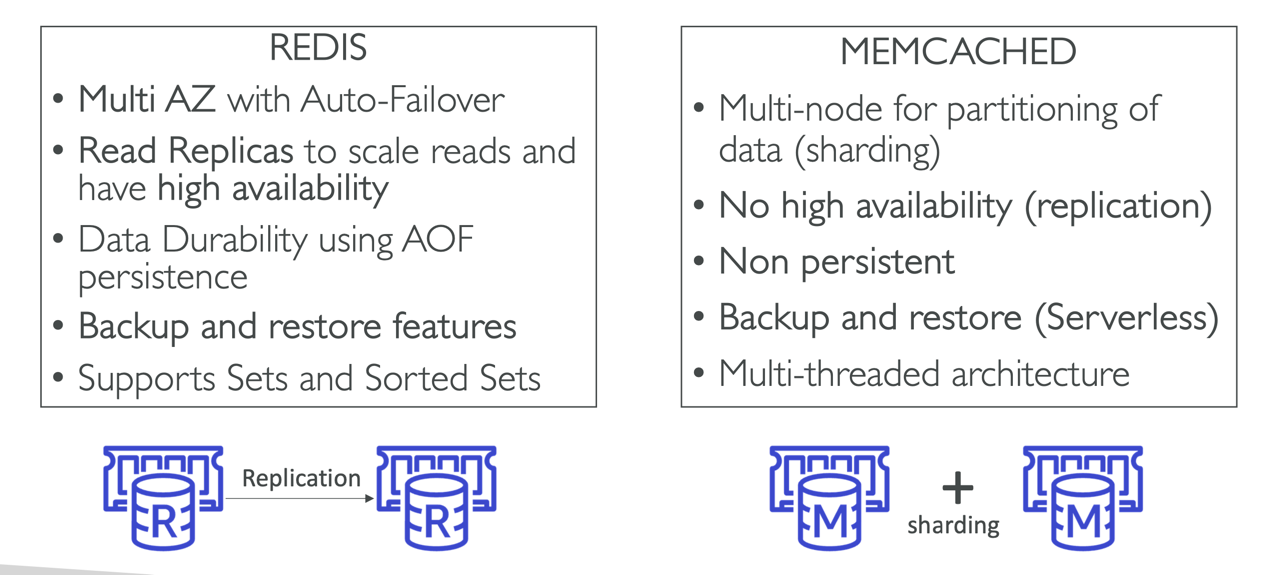 REDIS
• Multi AZ with Auto-Failover
• Read Replicas to scale reads and
have high availability
• Data Durability using AOF
persistence
• Backup and restore features
• Supports Sets and Sorted Sets
Replication
R
R
MEMCACHED
• Multi-node for partitioning of
data (sharding)
• No high availability (replication)
• Non persistent
• Backup and restore (Serverless)
• Multi-threaded architecture
M
+
sharding
M